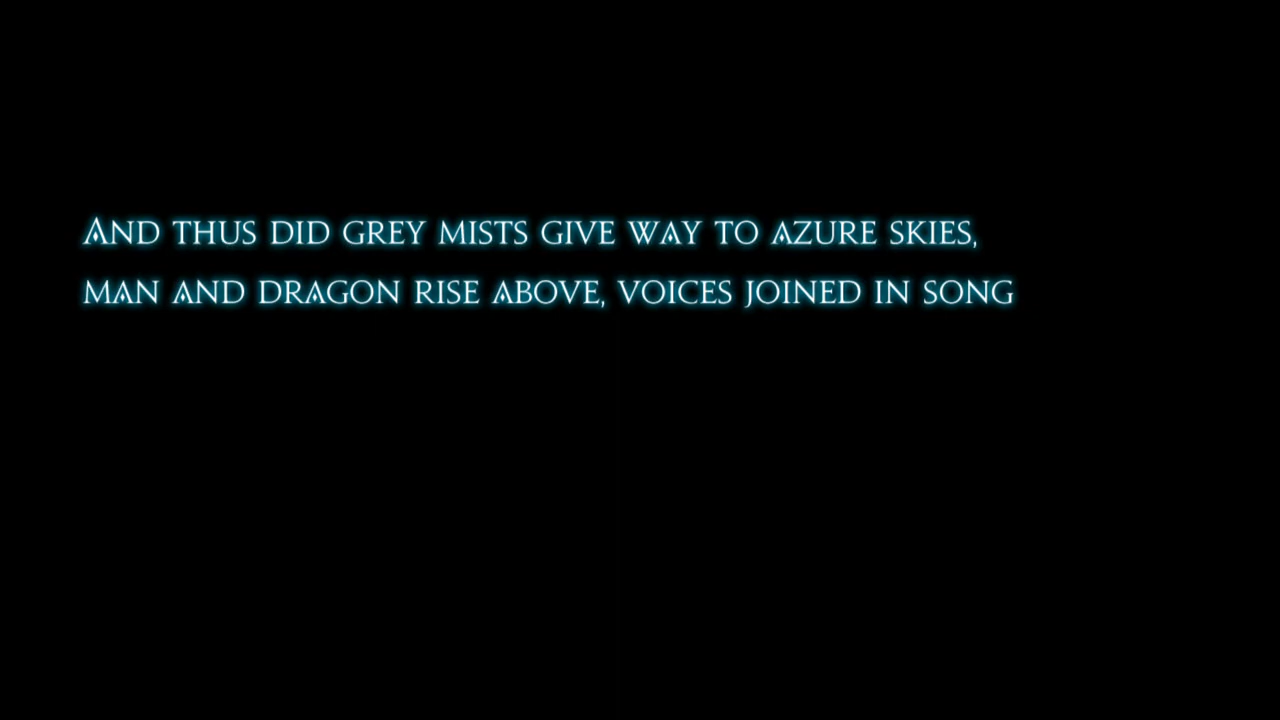 And thus did grey mists give way to azure skies,
man and dragon rise above, voices joined in song